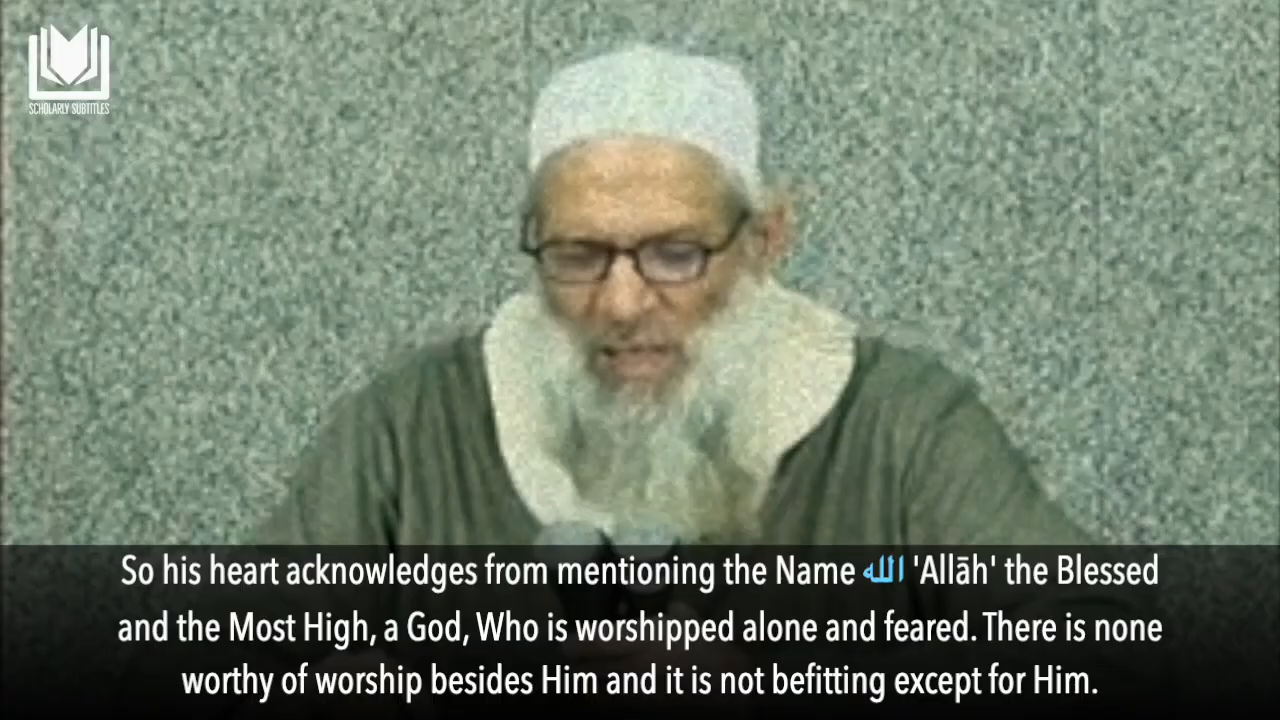 SCHOLARLY SUBTITLES
So his heart acknowledges from mentioning the Name الله 'Allāh' the Blessed
and the Most High, a God, Who is worshipped alone and feared. There is none
worthy of worship besides Him and it is not befitting except for Him.